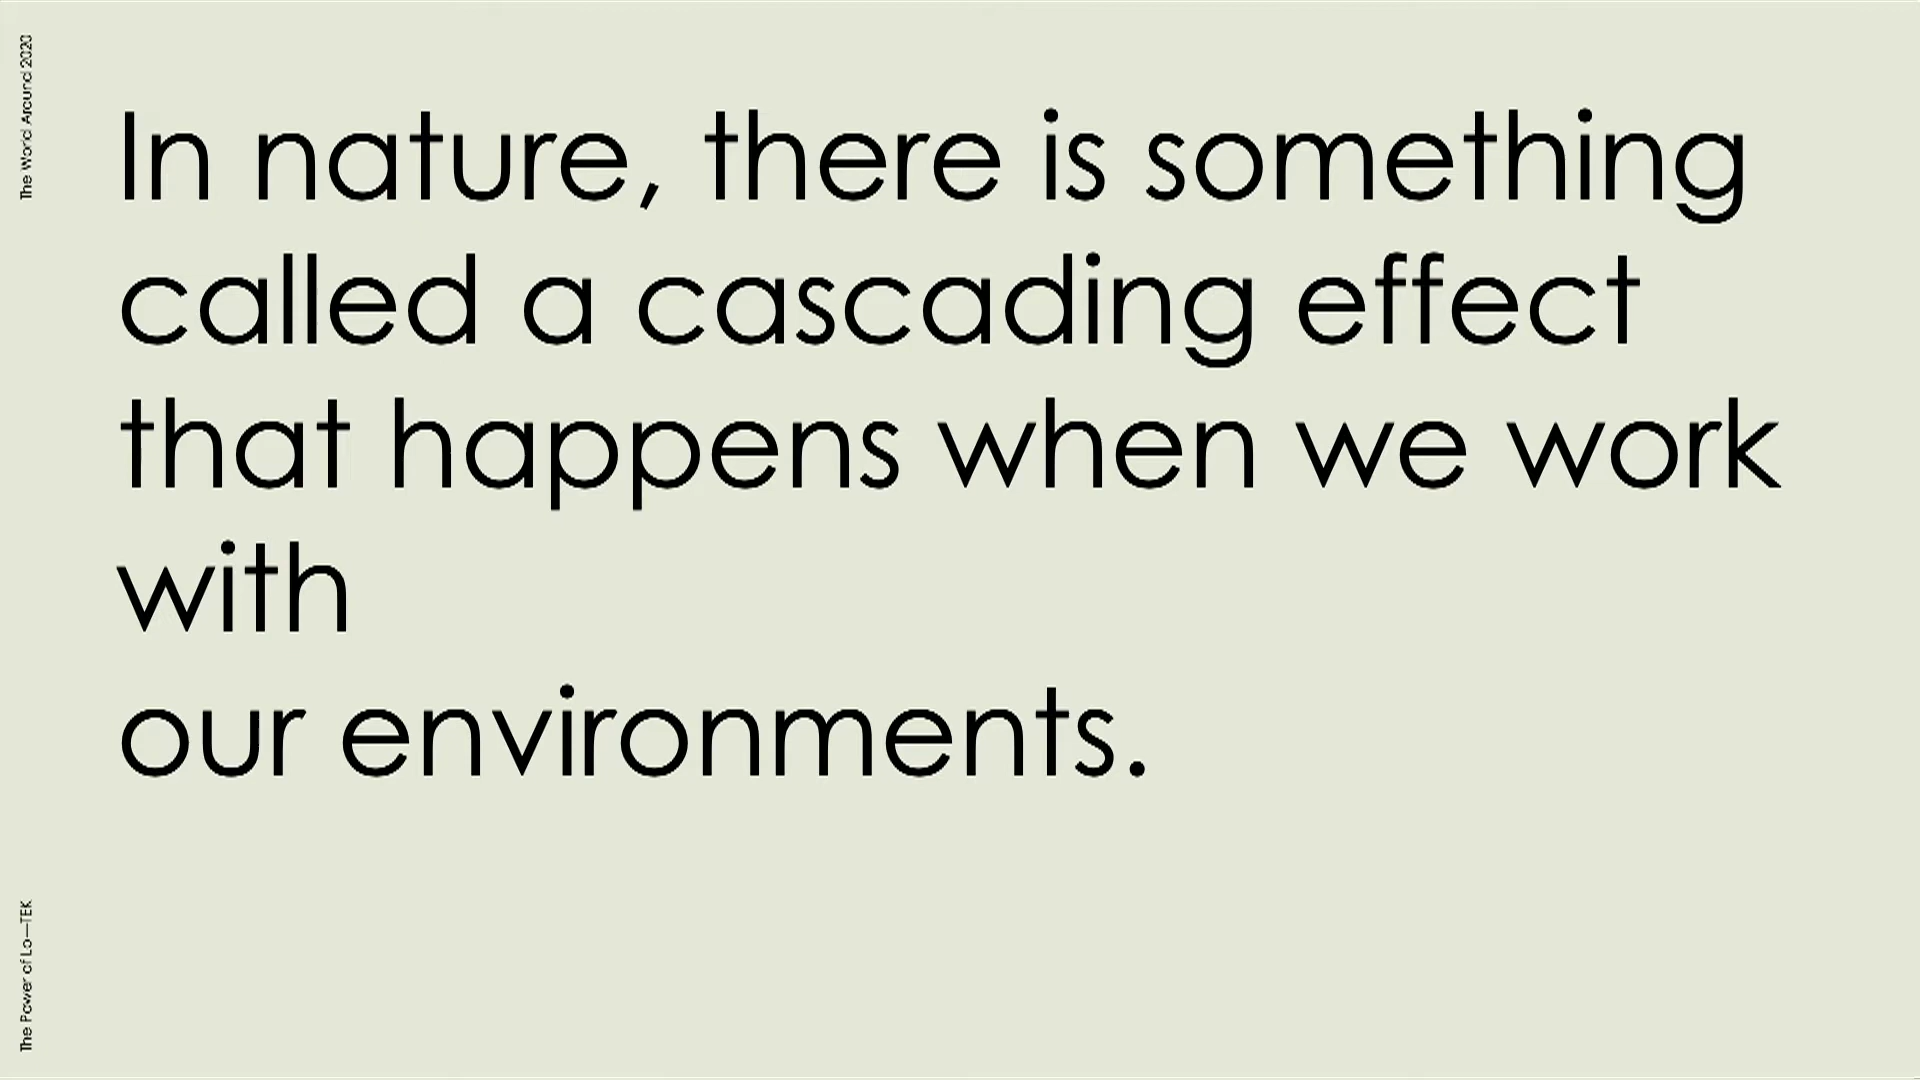 The World Around 2020
In nature, there is something
called a cascading effect
that happens when we work
with
our environments.
The Power of Lo—TEK